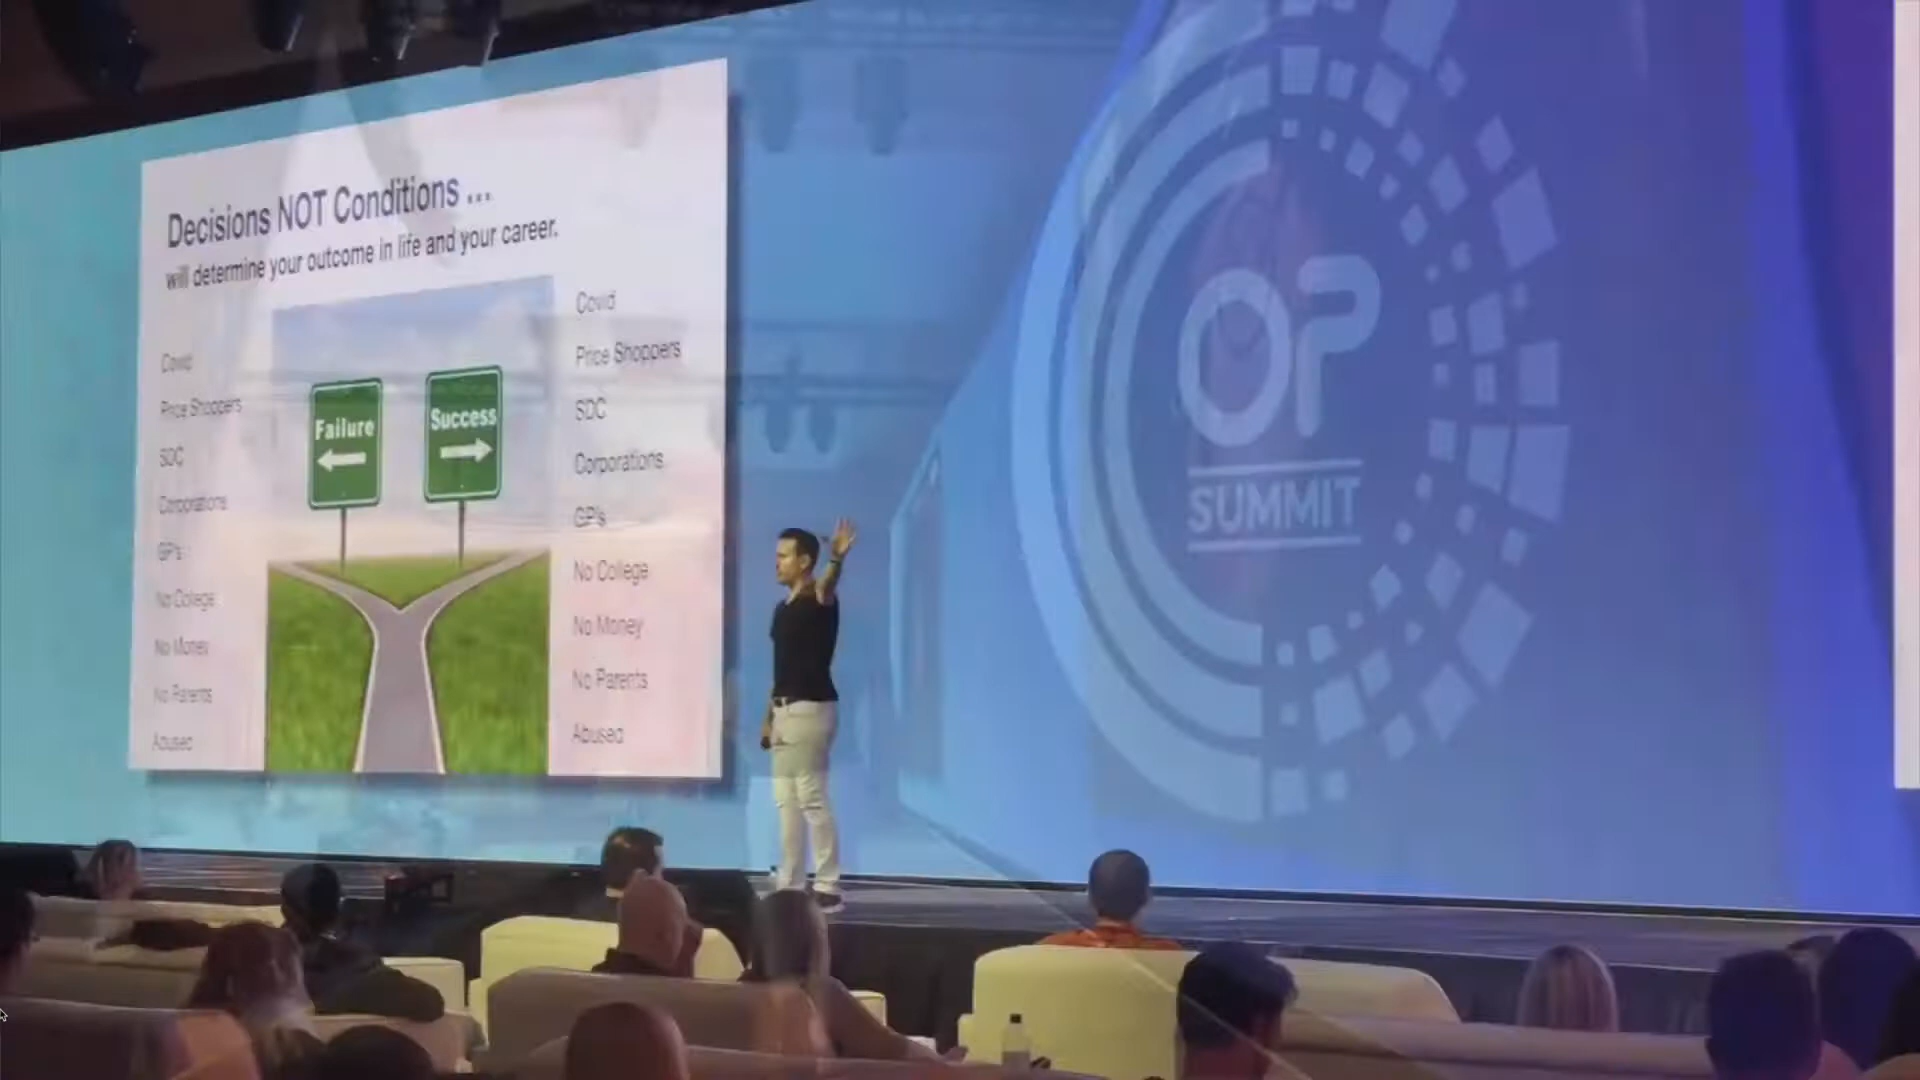 Decisions NOT Conditions ...
will determine your outcome in life and your career.
Covid
Price Shoppers
SDC
Corporations
GP's
No College
No Money
No Parents
Abused
Failure
Success
Covid
Price Shoppers
SDC
Corporations
GP's
No College
No Money
No Parents
Abused
OP
SUMMIT